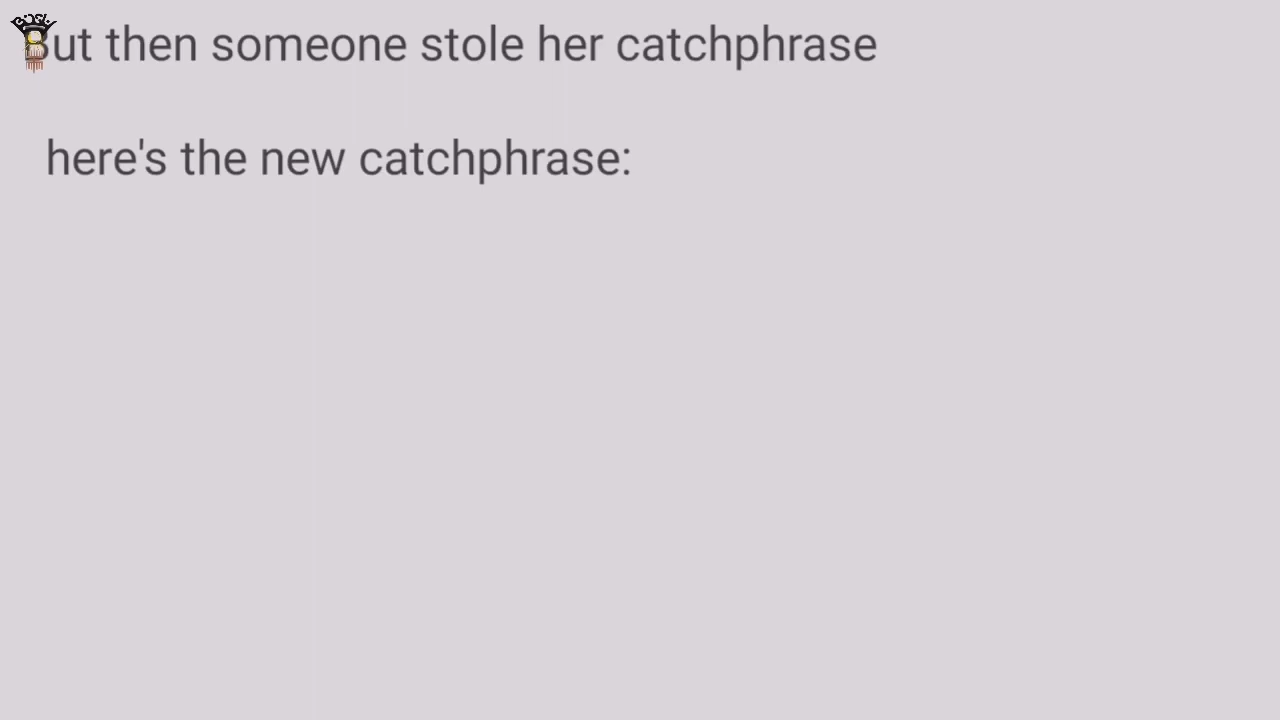 But then someone stole her catchphrase
here's the new catchphrase: